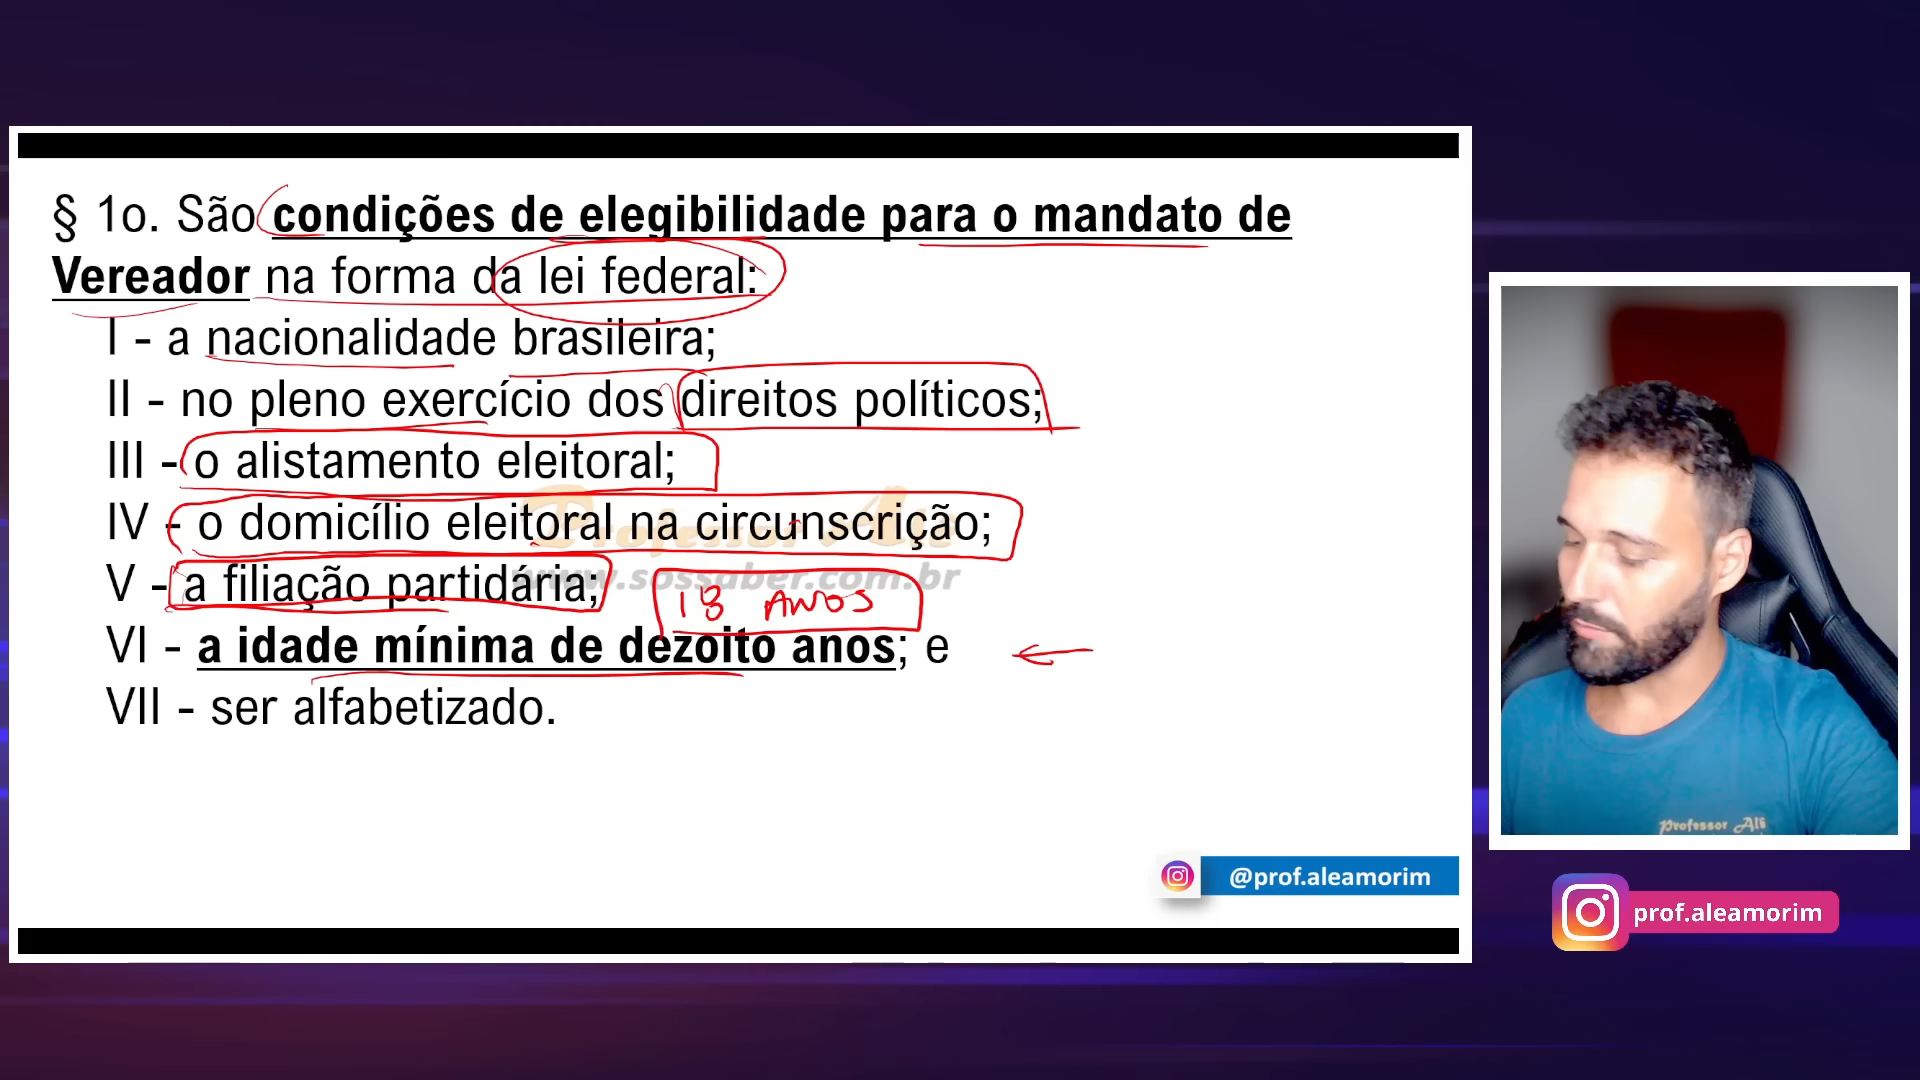 § 1o. São condições de elegibilidade para o mandato de
Vereador na forma da lei federal:
I - a nacionalidade brasileira;
II - no pleno exercício dos direitos políticos;
III - o alistamento eleitoral;
IV - o domicílio eleitoral na circunscrição;
V - a filiação partidária;
18 ANOS
VI - a idade mínima de dezoito anos; e
VII - ser alfabetizado.
Professor Alê
www.sossaber.com.br
@prof.aleamorim
Professor Alê
prof.aleamorim